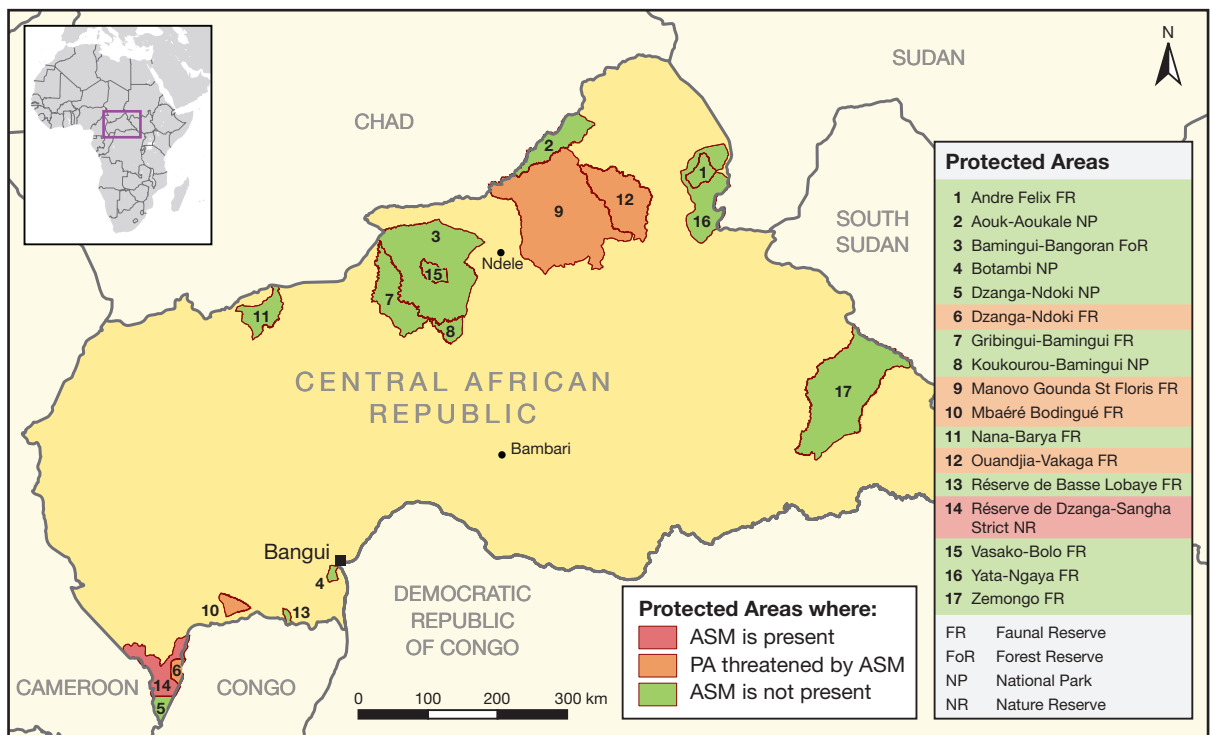 N
SUDAN
CHAD
SOUTH
SUDAN
2
1
9
12
16
3
Ndele
15
7
11
8
CENTRAL AFRICAN
REPUBLIC
17
Bambari
Bangui
4
10
13
DEMOCRATIC
REPUBLIC
OF CONGO
6
CAMEROON
14
CONGO
5
0 100 200 300 km
Protected Areas where:
ASM is present
PA threatened by ASM
ASM is not present
Protected Areas
1 Andre Felix FR
2 Aouk-Aoukale NP
3 Bamingui-Bangoran FoR
4 Botambi NP
5 Dzanga-Ndoki NP
6 Dzanga-Ndoki FR
7 Gribingui-Bamingui FR
8 Koukourou-Bamingui NP
9 Manovo Gounda St Floris FR
10 Mbaéré Bodingué FR
11 Nana-Barya FR
12 Ouandjia-Vakaga FR
13 Réserve de Basse Lobaye FR
14 Réserve de Dzanga-Sangha
Strict NR
15 Vasako-Bolo FR
16 Yata-Ngaya FR
17 Zemongo FR
FR Faunal Reserve
FoR Forest Reserve
NP National Park
NR Nature Reserve